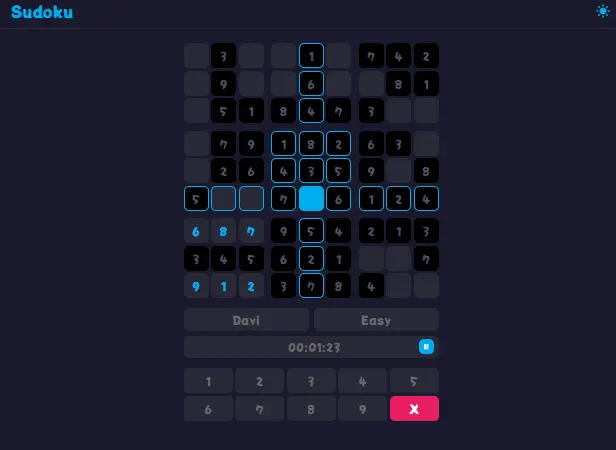 Sudoku
3 1 7 4 2
9 6 8 1
5 1 8 4 7 3
7 9 1 8 2 6 3
2 6 4 3 5 9 8
5 7 6 1 2 4
6 8 7 9 5 4 2 1 3
3 4 5 6 2 1 7
9 1 2 3 7 8 4
Davi Easy
00:01:23
1 2 3 4 5
6 7 8 9 X